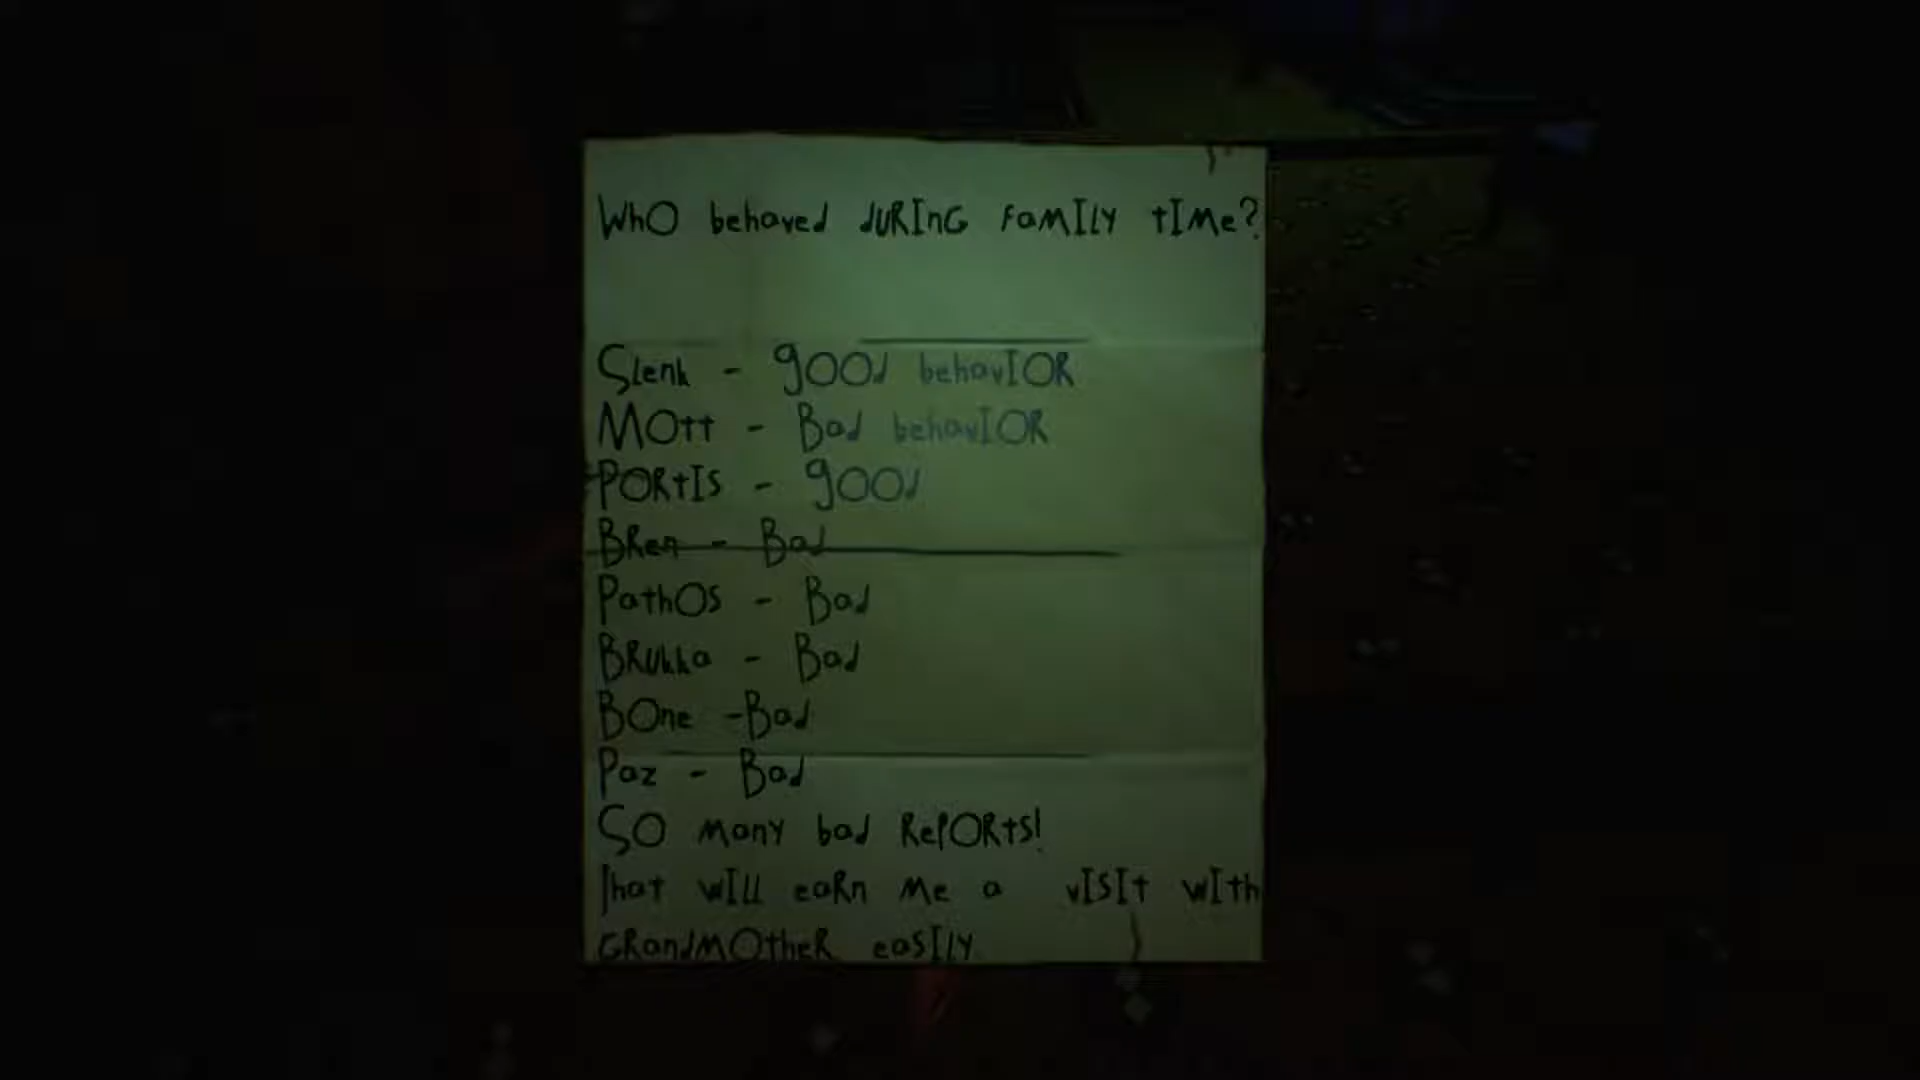 WhO behaved dURInG FaMILY tIMe?
Slenk - gOOd behavIOR
MOtt - Bad behavIOR
PORtIS - gOOd
BRen - Bad
PathOS - Bad
BRUkka - Bad
BOne -Bad
Paz - Bad
SO many bad RePORtS!
That wILL eaRn Me a vISIt wIth
GRandMOtheR easILY